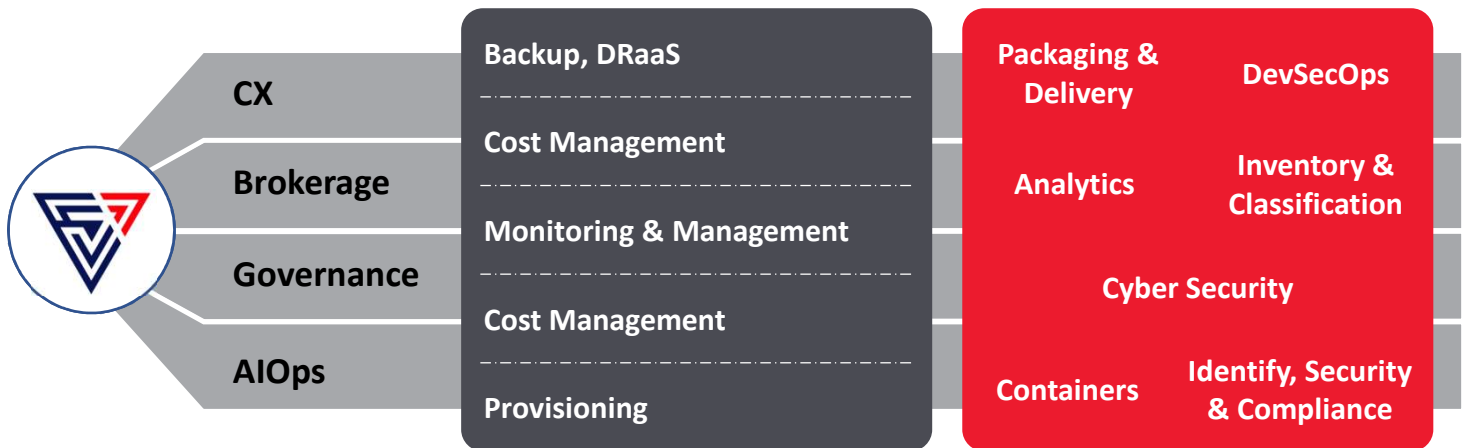 CX
Brokerage
Governance
AIOps
Backup, DRaaS
Cost Management
Monitoring & Management
Cost Management
Provisioning
Packaging &
Delivery
DevSecOps
Analytics
Inventory &
Classification
Cyber Security
Containers
Identify, Security
& Compliance